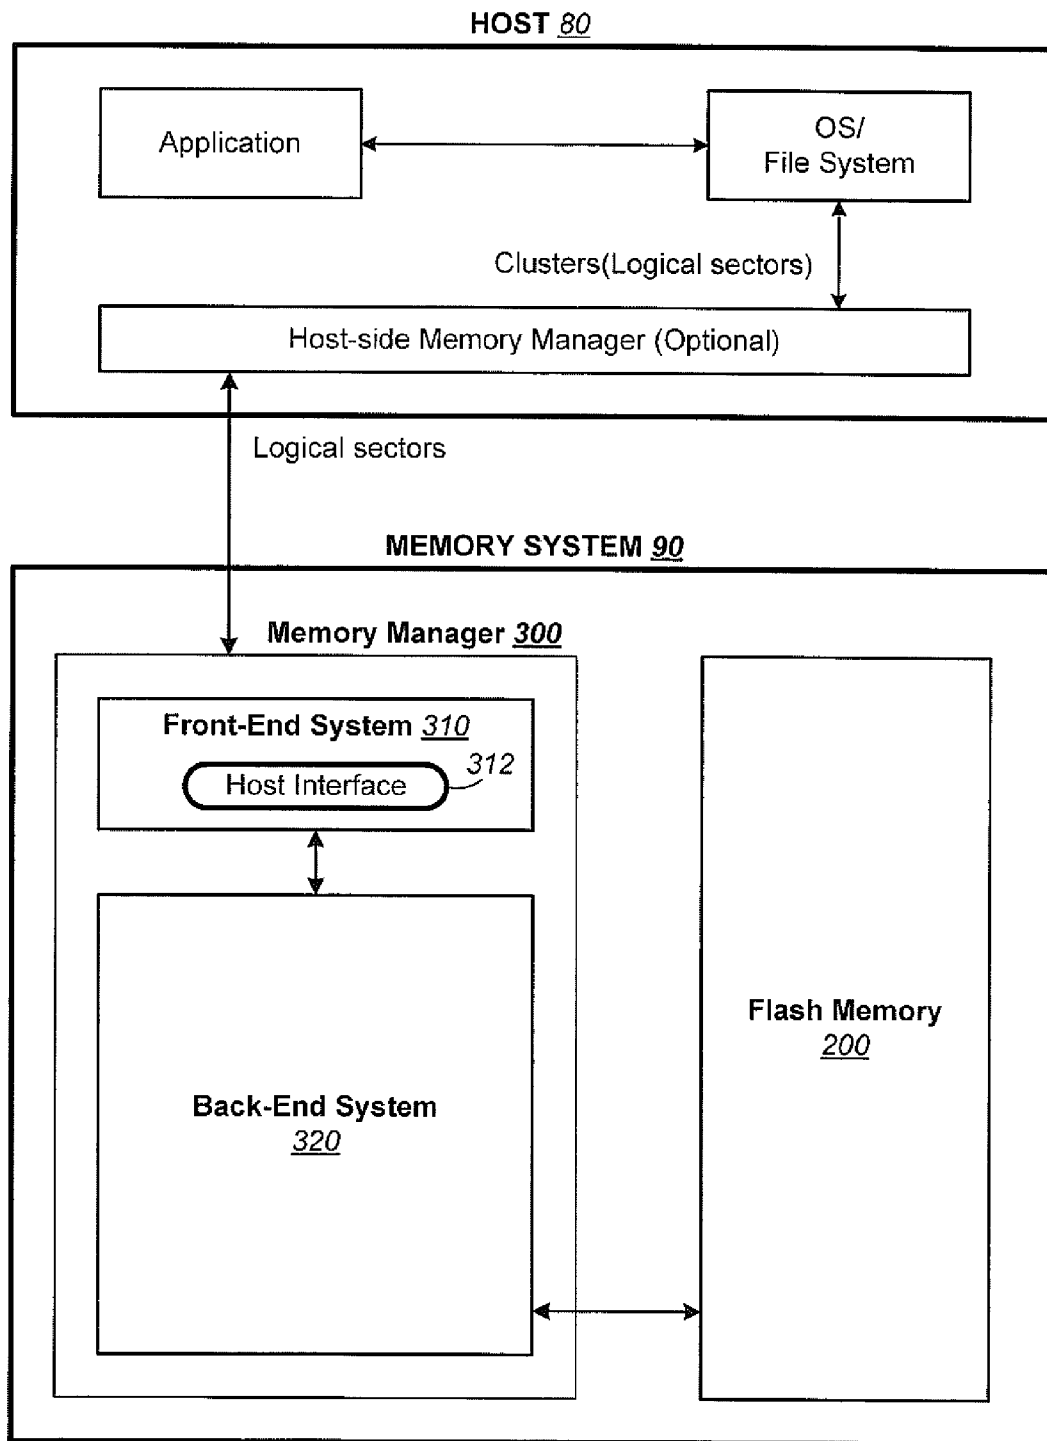 HOST 80
Application
OS/
File System
Clusters(Logical sectors)
Host-side Memory Manager (Optional)
Logical sectors
MEMORY SYSTEM 90
Memory Manager 300
Front-End System 310
312
Host Interface
Flash Memory
200
Back-End System
320